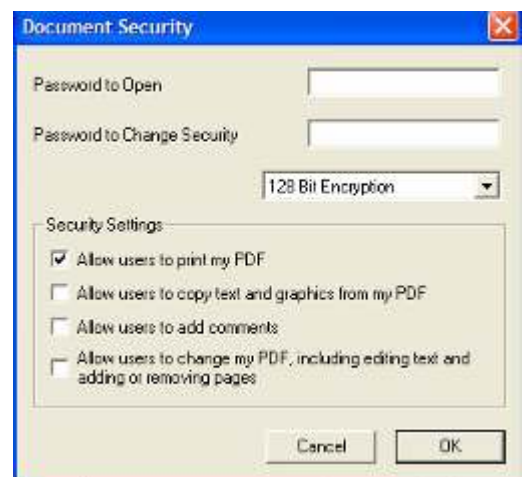 Document Security
Password to Open
Password to Change Security
128 Bit Encryption
Security Settings
Allow users to print my PDF
Allow users to copy text and graphics from my PDF
Allow users to add comments
Allow users to change my PDF, including editing text and
adding or removing pages
Cancel
OK